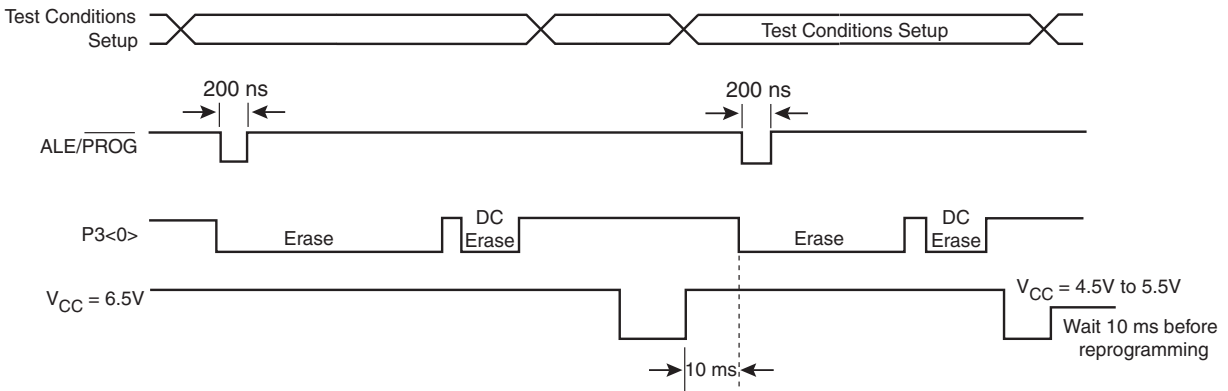 Test Conditions
Setup
Test Conditions Setup
200 ns
200 ns
ALE/PROG
P3<0>
Erase
DC
Erase
Erase
DC
Erase
VCC = 6.5V
VCC = 4.5V to 5.5V
Wait 10 ms before
reprogramming
10 ms